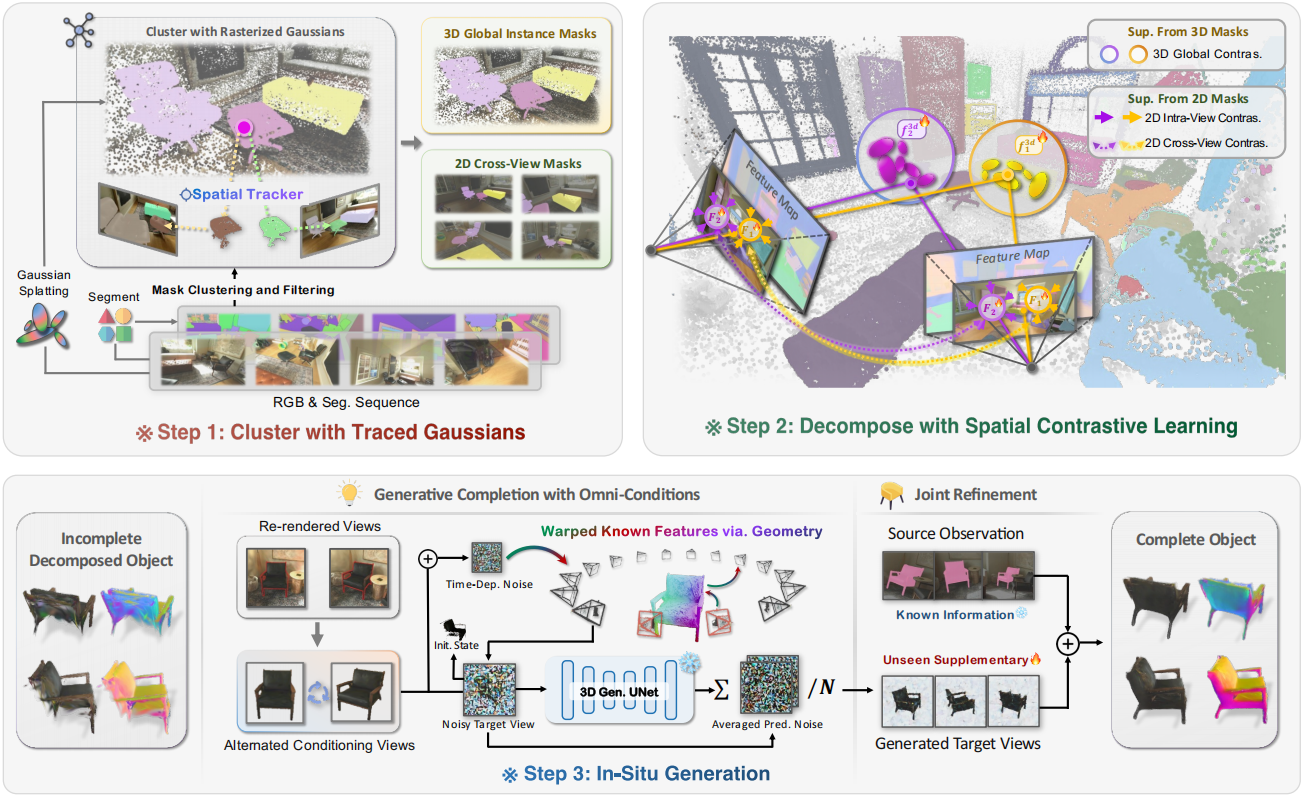 Cluster with Rasterized Gaussians
Spatial Tracker
3D Global Instance Masks
2D Cross-View Masks
Gaussian
Splatting
Segment
Mask Clustering and Filtering
RGB & Seg. Sequence
※ Step 1: Cluster with Traced Gaussians
Sup. From 3D Masks
3D Global Contras.
Sup. From 2D Masks
2D Intra-View Contras.
2D Cross-View Contras.
f_2^{3d}
f_1^{3d}
Feature Map
F_2
F_1
Feature Map
F_2
F_1
※ Step 2: Decompose with Spatial Contrastive Learning
Generative Completion with Omni-Conditions
Joint Refinement
Incomplete
Decomposed Object
Re-rendered Views
Alternated Conditioning Views
Time-Dep. Noise
Warped Known Features via. Geometry
Init. State
Noisy Target View
3D Gen. UNet
Σ
/N
Averaged Pred. Noise
Source Observation
Known Information
Unseen Supplementary
Generated Target Views
Complete Object
※ Step 3: In-Situ Generation